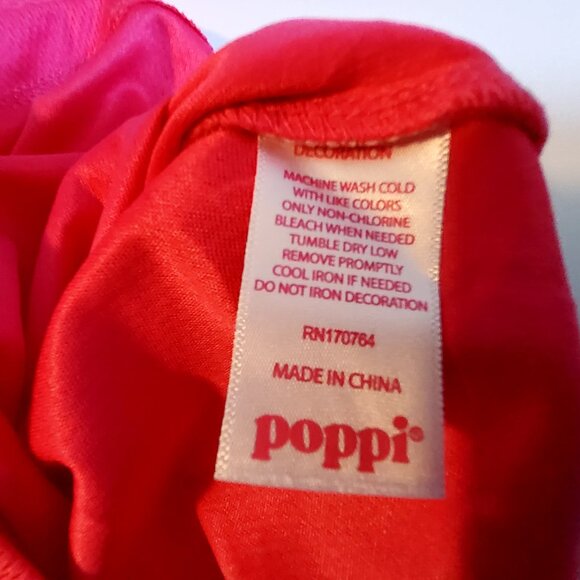 DECORATION
MACHINE WASH COLD
WITH LIKE COLORS
ONLY NON-CHLORINE
BLEACH WHEN NEEDED
TUMBLE DRY LOW
REMOVE PROMPTLY
COOL IRON IF NEEDED
DO NOT IRON DECORATION
RN170764
MADE IN CHINA
poppi®